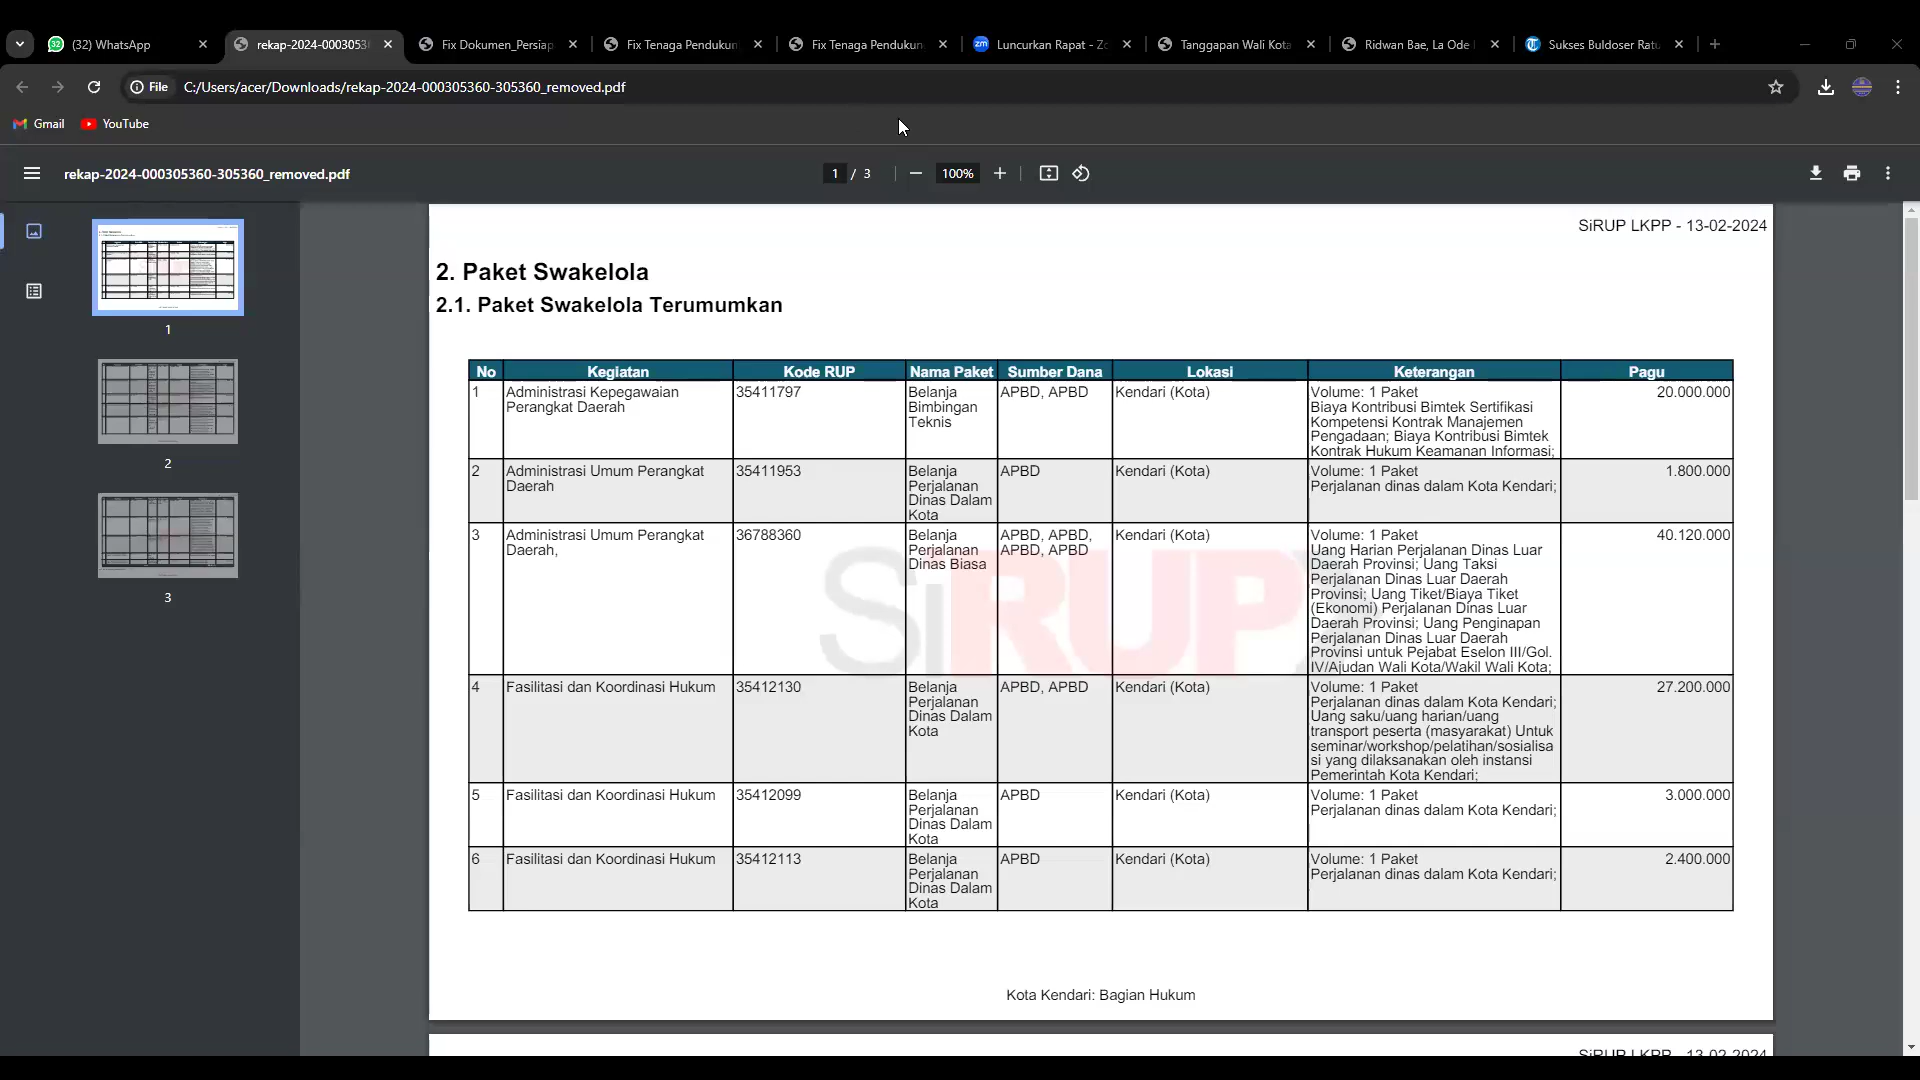 (32) WhatsApp
rekap-2024-0003053
Fix Dokumen_Persiap
Fix Tenaga Pendukun
Fix Tenaga Pendukun
zm Luncurkan Rapat - Zo
Tanggapan Wali Kota
Ridwan Bae, La Ode
Sukses Buldoser Ratu
File C:/Users/acer/Downloads/rekap-2024-000305360-305360_removed.pdf
Gmail YouTube
rekap-2024-000305360-305360_removed.pdf
1 / 3
100%
1
2
3
SiRUP LKPP - 13-02-2024
2. Paket Swakelola
2.1. Paket Swakelola Terumumkan
No Kegiatan Kode RUP Nama Paket Sumber Dana Lokasi Keterangan Pagu
1 Administrasi Kepegawaian 35411797 Belanja APBD, APBD Kendari (Kota) Volume: 1 Paket 20.000.000
Perangkat Daerah Bimbingan Biaya Kontribusi Bimtek Sertifikasi
Teknis Kompetensi Kontrak Manajemen
Pengadaan; Biaya Kontribusi Bimtek
Kontrak Hukum Keamanan Informasi;
2 Administrasi Umum Perangkat 35411953 Belanja APBD Kendari (Kota) Volume: 1 Paket 1.800.000
Daerah Perjalanan Perjalanan dinas dalam Kota Kendari;
Dinas Dalam
Kota
3 Administrasi Umum Perangkat 36788360 Belanja APBD, APBD, Kendari (Kota) Volume: 1 Paket 40.120.000
Daerah, Perjalanan APBD, APBD Uang Harian Perjalanan Dinas Luar
Dinas Biasa Daerah Provinsi; Uang Taksi
Perjalanan Dinas Luar Daerah
Provinsi; Uang Tiket/Biaya Tiket
(Ekonomi) Perjalanan Dinas Luar
Daerah Provinsi; Uang Penginapan
Perjalanan Dinas Luar Daerah
Provinsi untuk Pejabat Eselon III/Gol.
IV/Ajudan Wali Kota/Wakil Wali Kota;
SiRUP
4 Fasilitasi dan Koordinasi Hukum 35412130 Belanja APBD, APBD Kendari (Kota) Volume: 1 Paket 27.200.000
Perjalanan Perjalanan dinas dalam Kota Kendari;
Dinas Dalam Uang saku/uang harian/uang
Kota transport peserta (masyarakat) Untuk
seminar/workshop/pelatihan/sosialisa
si yang dilaksanakan oleh instansi
Pemerintah Kota Kendari;
5 Fasilitasi dan Koordinasi Hukum 35412099 Belanja APBD Kendari (Kota) Volume: 1 Paket 3.000.000
Perjalanan Perjalanan dinas dalam Kota Kendari;
Dinas Dalam
Kota
6 Fasilitasi dan Koordinasi Hukum 35412113 Belanja APBD Kendari (Kota) Volume: 1 Paket 2.400.000
Perjalanan Perjalanan dinas dalam Kota Kendari;
Dinas Dalam
Kota
Kota Kendari: Bagian Hukum
SiRUP LKPP - 13-02-2024